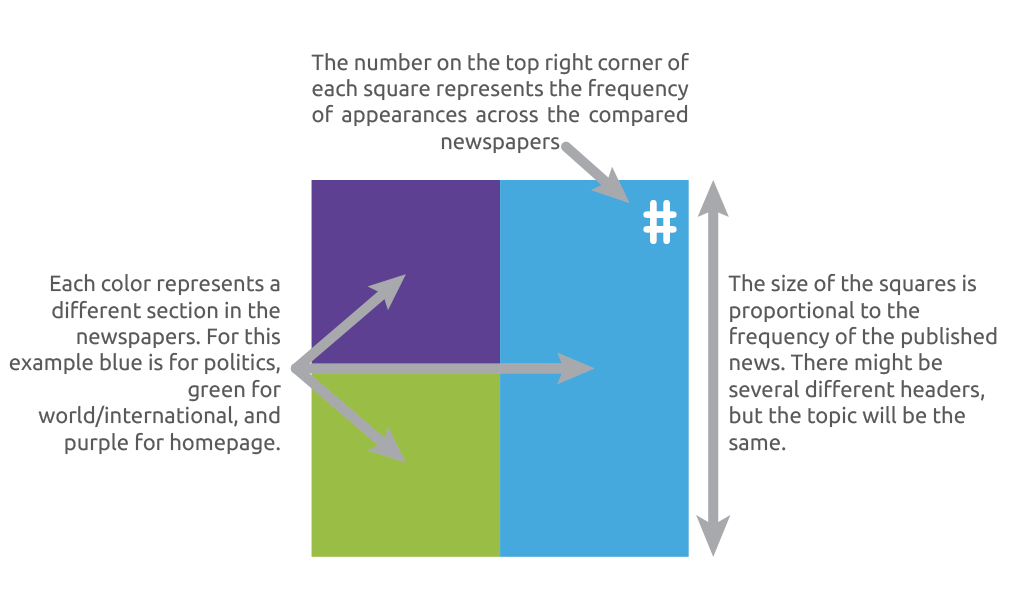 The number on the top right corner of
each square represents the frequency
of appearances across the compared
newspapers
#
Each color represents a
different section in the
newspapers. For this
example blue is for politics,
green for
world/international, and
purple for homepage.
The size of the squares is
proportional to the
frequency of the published
news. There might be
several different headers,
but the topic will be the
same.